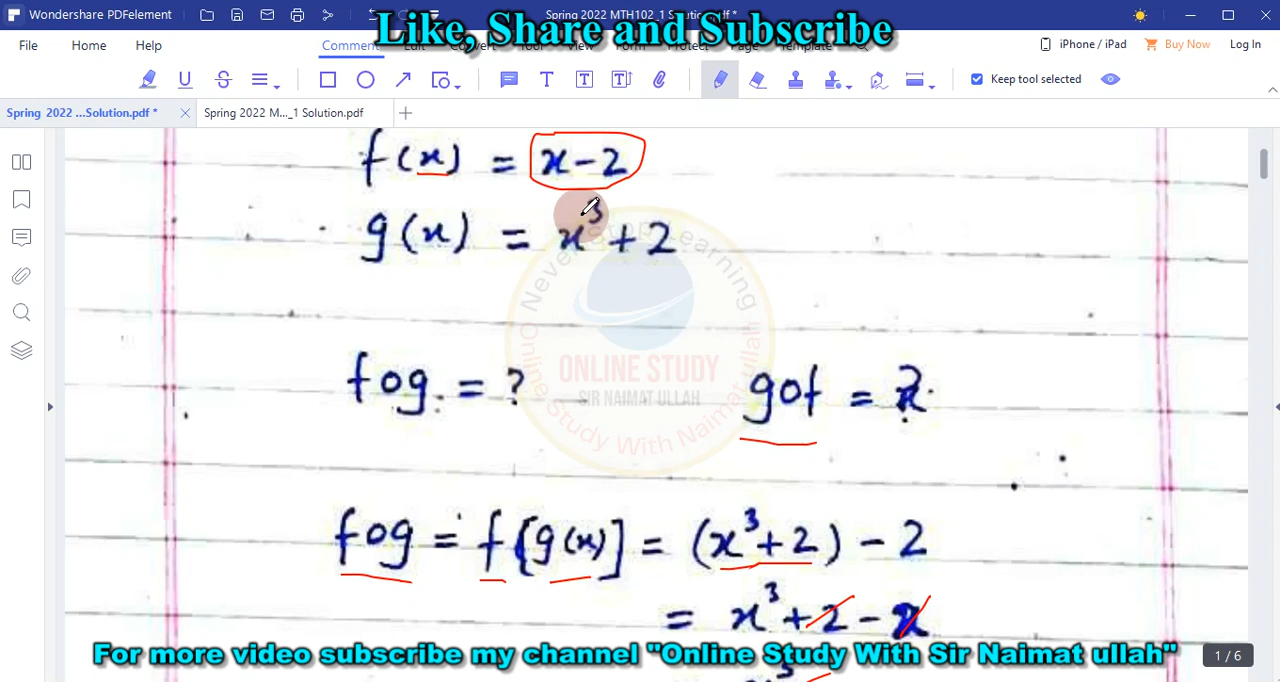 Wondershare PDFelement
Spring 2022 MTH102_1 Solut
Like, Share and Subscribe
File Home Help Comment Edit Convert Tool View Form Protect Page Template iPhone / iPad Buy Now Log In
T T T Keep tool selected
Spring 2022 ...Solution.pdf * Spring 2022 M..._1 Solution.pdf
f(x) = x-2
g(x) = x³+2
Never Stop Learning
ONLINE STUDY
SIR NAIMAT ULLAH
Online Study With Naimat ullah
fog = ? gof = ?
fog = f[g(x)] = (x³+2) - 2
= x³+2-2
For more video subscribe my channel "Online Study With Sir Naimat ullah"
1 / 6